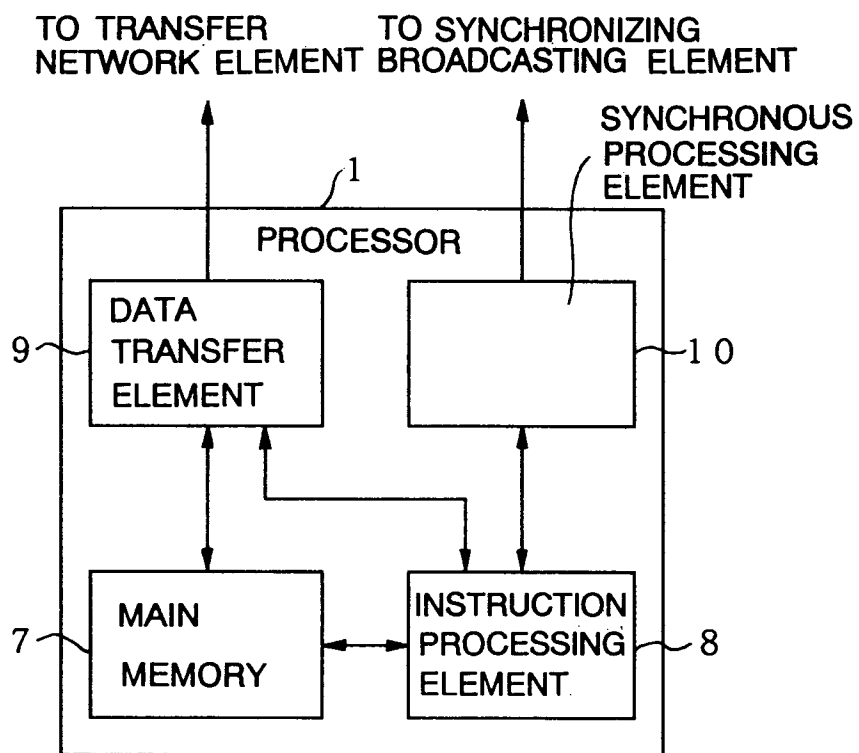 TO TRANSFER
NETWORK ELEMENT
TO SYNCHRONIZING
BROADCASTING ELEMENT
SYNCHRONOUS
PROCESSING
ELEMENT
1
PROCESSOR
DATA
TRANSFER
ELEMENT
9
10
MAIN
MEMORY
7
INSTRUCTION
PROCESSING
ELEMENT
8